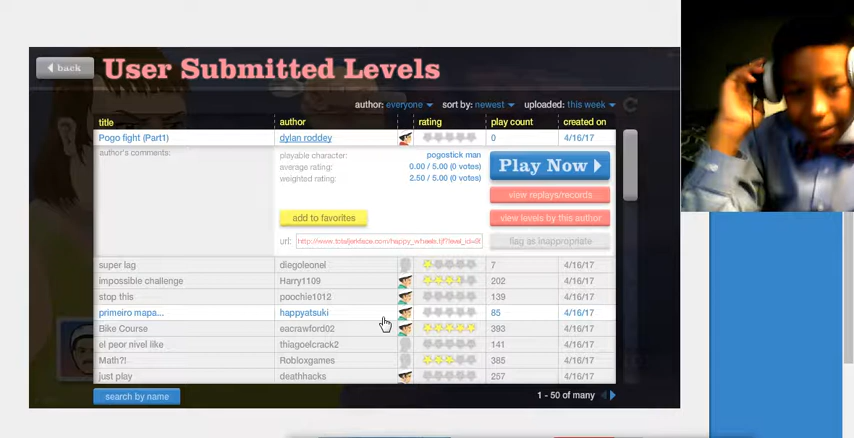 back
User Submitted Levels
author: everyone sort by: newest uploaded: this week
title author rating play count created on
Pogo fight (Part1) dylan roddey 0 4/16/17
author's comments:
playable character: pogostick man
average rating: 0.00 / 5.00 (0 votes)
weighted rating: 2.50 / 5.00 (0 votes)
Play Now
view replays/records
add to favorites
view levels by this author
url:
flag as inappropriate
super lag diegoleonel 7 4/16/17
impossible challenge Harry1109 202 4/16/17
stop this poochie1012 139 4/16/17
primeiro mapa... happyatsuki 85 4/16/17
Bike Course eacrawford02 393 4/16/17
el peor nivel like thiagoelcrack2 141 4/16/17
Math?! Robloxgames 385 4/16/17
just play deathhacks 257 4/16/17
search by name
1 - 50 of many